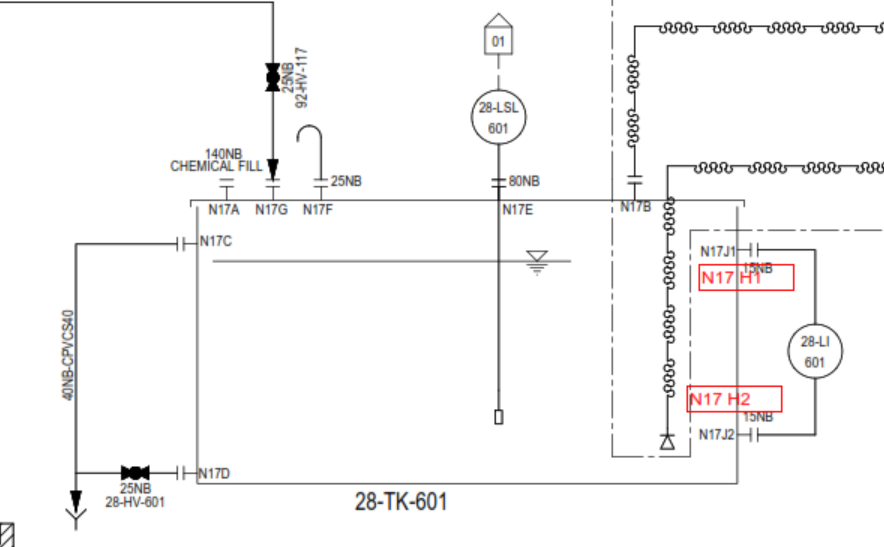 01
28-LSL
601
25NB
92-HV-117
140NB
CHEMICAL FILL
25NB
80NB
N17A
N17G
N17F
N17E
N17B
N17C
N17J1
15NB
N17 H1
40NB-CPVCS40
28-LI
601
N17 H2
15NB
N17J2
N17D
25NB
28-HV-601
28-TK-601